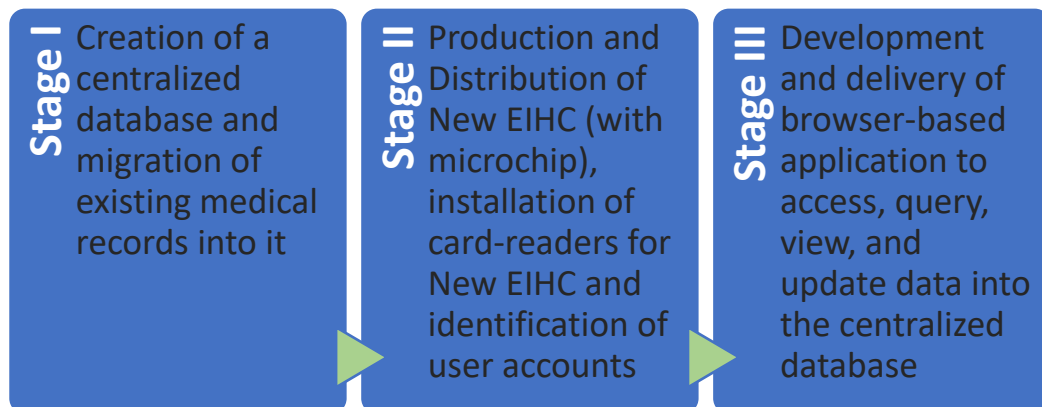 Stage I
Creation of a
centralized
database and
migration of
existing medical
records into it
Stage II
Production and
Distribution of
New EIHC (with
microchip),
installation of
card-readers for
New EIHC and
identification of
user accounts
Stage III
Development
and delivery of
browser-based
application to
access, query,
view, and
update data into
the centralized
database